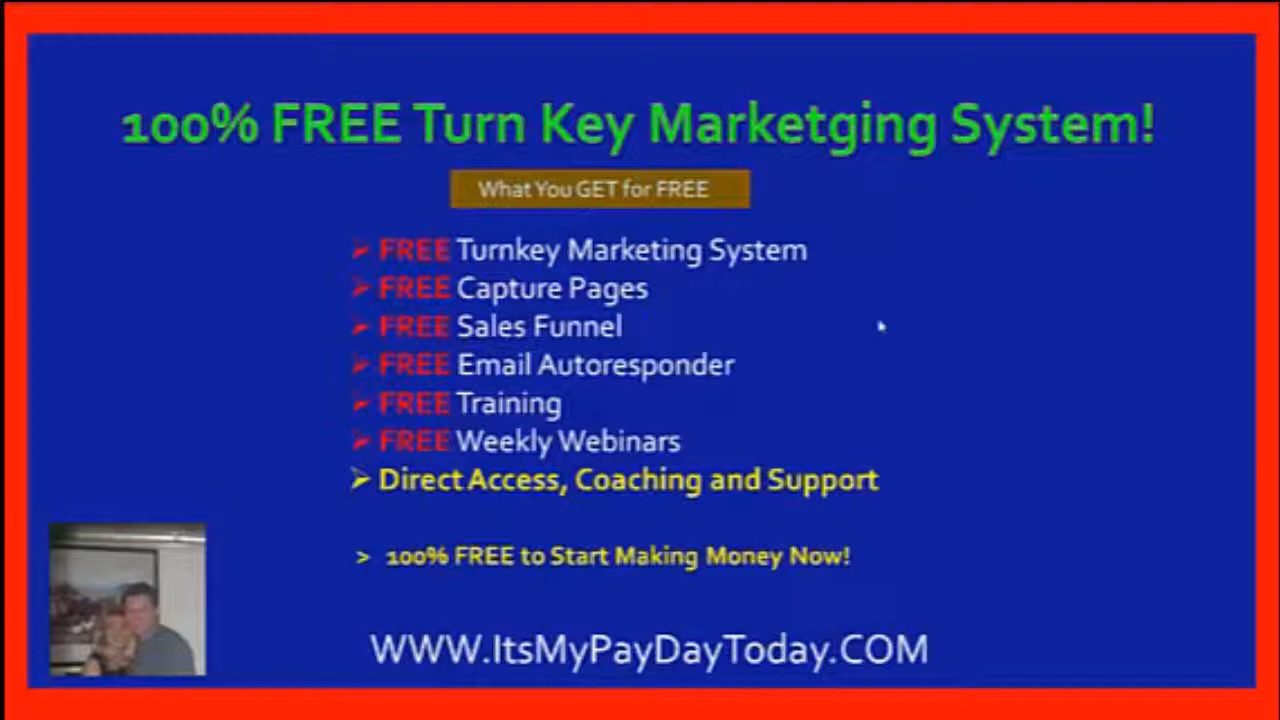 100% FREE Turn Key Marketging System!
What You GET for FREE
➢ FREE Turnkey Marketing System
➢ FREE Capture Pages
➢ FREE Sales Funnel
➢ FREE Email Autoresponder
➢ FREE Training
➢ FREE Weekly Webinars
➢ Direct Access, Coaching and Support
> 100% FREE to Start Making Money Now!
WWW.ItsMyPayDayToday.COM